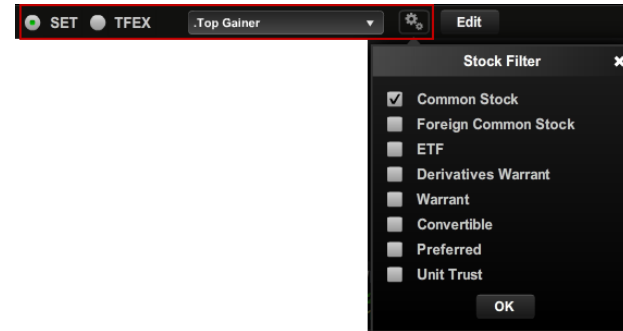 SET TFEX .Top Gainer Edit
Stock Filter
Common Stock
Foreign Common Stock
ETF
Derivatives Warrant
Warrant
Convertible
Preferred
Unit Trust
OK